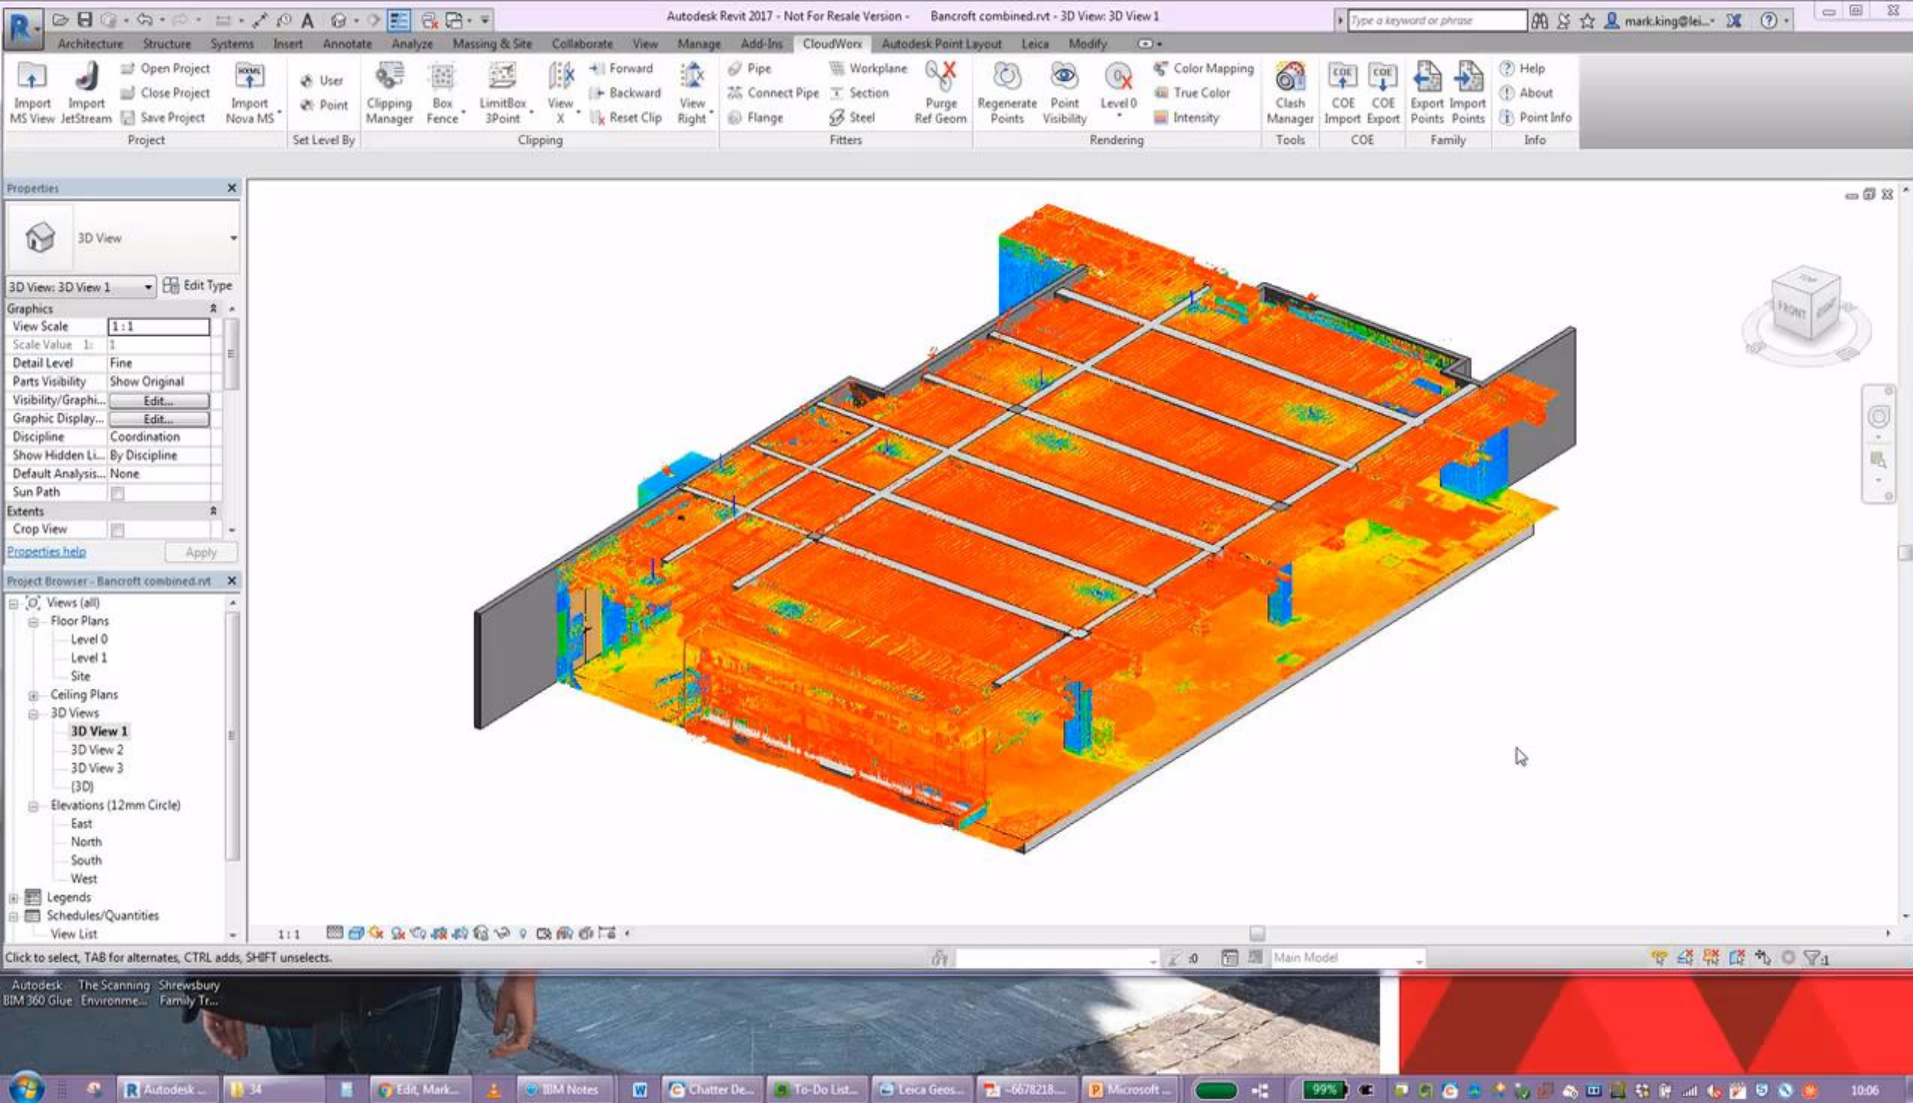 Autodesk Revit 2017 - Not For Resale Version - Bancroft combined.rvt - 3D View: 3D View 1
Type a keyword or phrase
mark.king@lei...
Architecture Structure Systems Insert Annotate Analyze Massing & Site Collaborate View Manage Add-Ins CloudWorx Autodesk Point Layout Leica Modify
Import MS View
Import JetStream
Open Project
Close Project
Save Project
Import Nova MS
User
Point
Clipping Manager
Box Fence
LimitBox 3Point
View X
Forward
Backward
Reset Clip
View Right
Pipe
Connect Pipe
Flange
Workplane
Section
Steel
Purge Ref Geom
Regenerate Points
Point Visibility
Level 0
Color Mapping
True Color
Intensity
Clash Manager
COE Import
COE Export
Export Points
Import Points
Help
About
Point Info
Project Set Level By Clipping Fitters Rendering Tools COE Family Info
Properties
3D View
3D View: 3D View 1 Edit Type
Graphics
View Scale 1:1
Scale Value 1: 1
Detail Level Fine
Parts Visibility Show Original
Visibility/Graphi... Edit...
Graphic Display... Edit...
Discipline Coordination
Show Hidden Li... By Discipline
Default Analysis... None
Sun Path
Extents
Crop View
Properties help Apply
Project Browser - Bancroft combined.rvt
Views (all)
Floor Plans
Level 0
Level 1
Site
Ceiling Plans
3D Views
3D View 1
3D View 2
3D View 3
{3D}
Elevations (12mm Circle)
East
North
South
West
Legends
Schedules/Quantities
View List
TOP
FRONT
RIGHT
1:1
Click to select, TAB for alternates, CTRL adds, SHIFT unselects.
:0 Main Model :1
Autodesk The Scanning Shrewsbury
BIM 360 Glue Environme... Family Tr...
Autodesk ... 34 Edit, Mark... BIM Notes Chatter De... To-Do List... Leica Geos... ~6678218.... Microsoft ... 99% 10:06